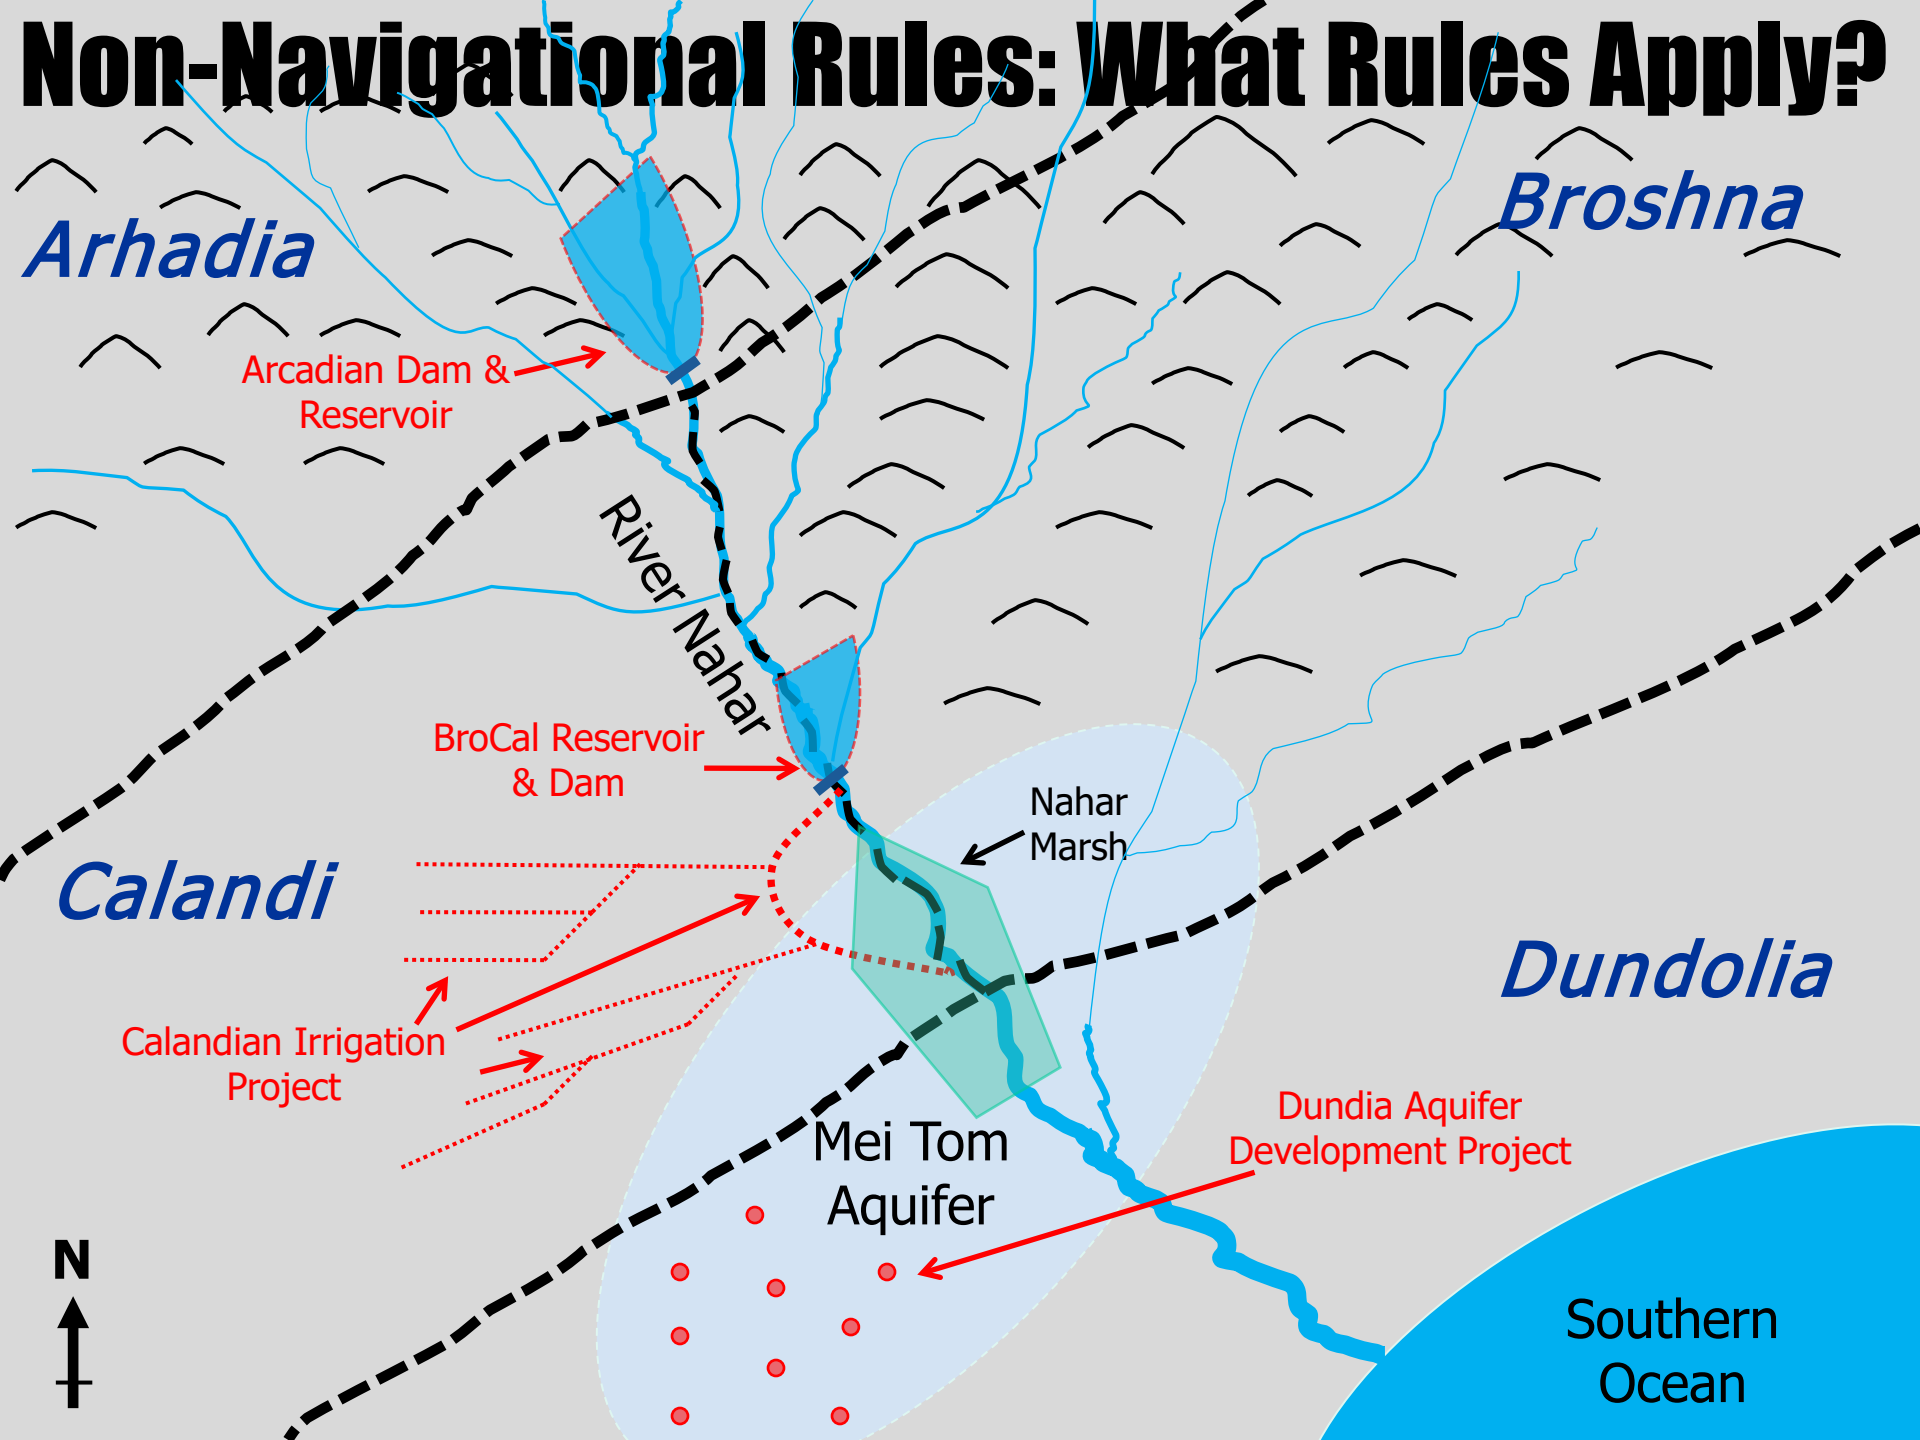 Non-Navigational Rules: What Rules Apply?
Arhadia
Broshna
Arcadian Dam &
Reservoir
River Nahar
BroCal Reservoir
& Dam
Nahar
Marsh
Calandi
Dundolia
Calandian Irrigation
Project
Dundia Aquifer
Development Project
Mei Tom
Aquifer
N
Southern
Ocean